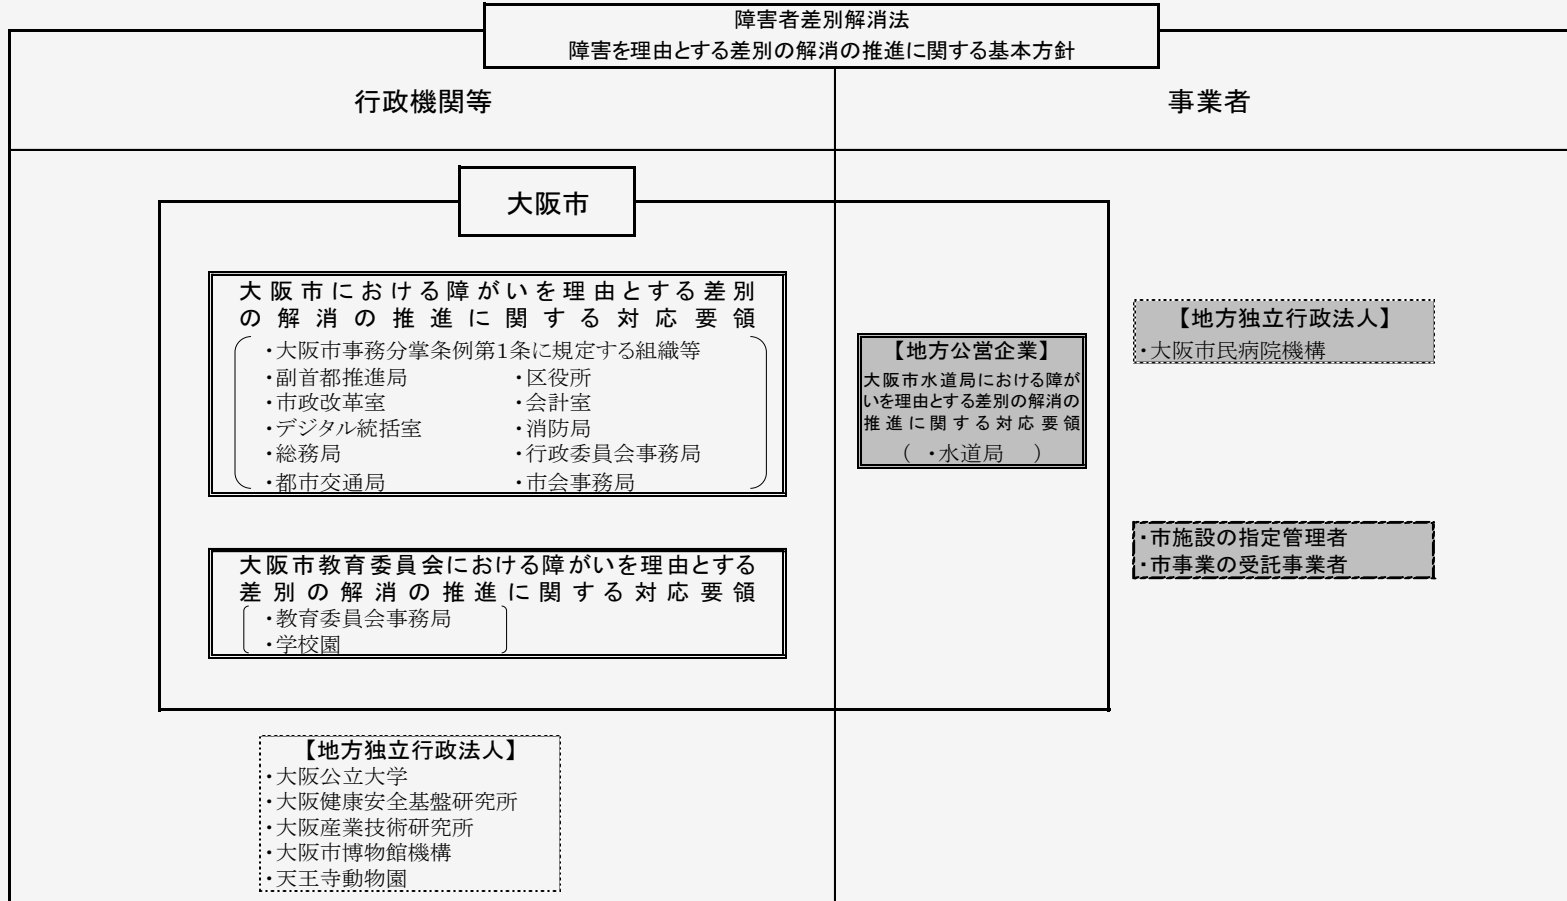 障害者差別解消法
障害を理由とする差別の解消の推進に関する基本方針
行政機関等
事業者
大阪市
大阪市における障がいを理由とする差別
の解消の推進に関する対応要領
・大阪市事務分掌条例第1条に規定する組織等
・副首都推進局 ・区役所
・市政改革室 ・会計室
・デジタル統括室 ・消防局
・総務局 ・行政委員会事務局
・都市交通局 ・市会事務局
大阪市教育委員会における障がいを理由とする
差別の解消の推進に関する対応要領
・教育委員会事務局
・学校園
【地方公営企業】
大阪市水道局における障が
いを理由とする差別の解消の
推進に関する対応要領
( ・水道局 )
【地方独立行政法人】
・大阪市民病院機構
・市施設の指定管理者
・市事業の受託事業者
【地方独立行政法人】
・大阪公立大学
・大阪健康安全基盤研究所
・大阪産業技術研究所
・大阪市博物館機構
・天王寺動物園